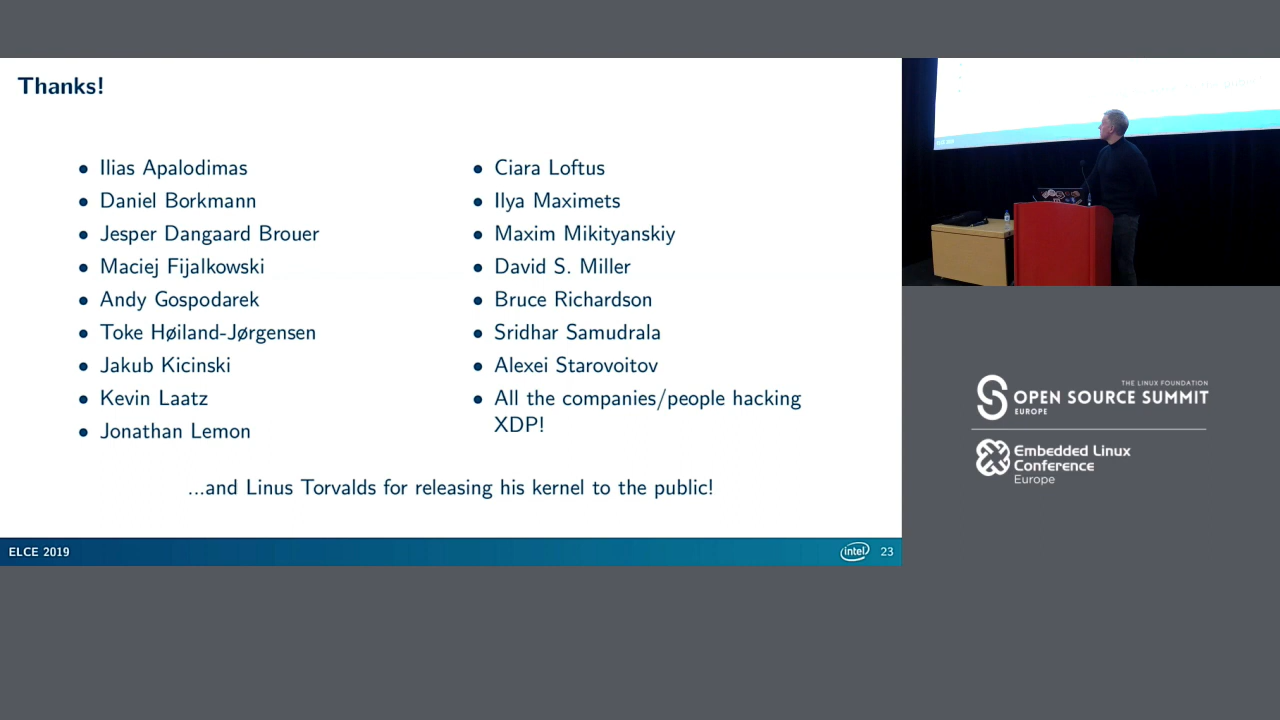 Thanks!
• Ilias Apalodimas
• Daniel Borkmann
• Jesper Dangaard Brouer
• Maciej Fijalkowski
• Andy Gospodarek
• Toke Høiland-Jørgensen
• Jakub Kicinski
• Kevin Laatz
• Jonathan Lemon
• Ciara Loftus
• Ilya Maximets
• Maxim Mikityanskiy
• David S. Miller
• Bruce Richardson
• Sridhar Samudrala
• Alexei Starovoitov
• All the companies/people hacking
XDP!
...and Linus Torvalds for releasing his kernel to the public!
ELCE 2019
intel
23
THE LINUX FOUNDATION
OPEN SOURCE SUMMIT
EUROPE
Embedded Linux
Conference
Europe